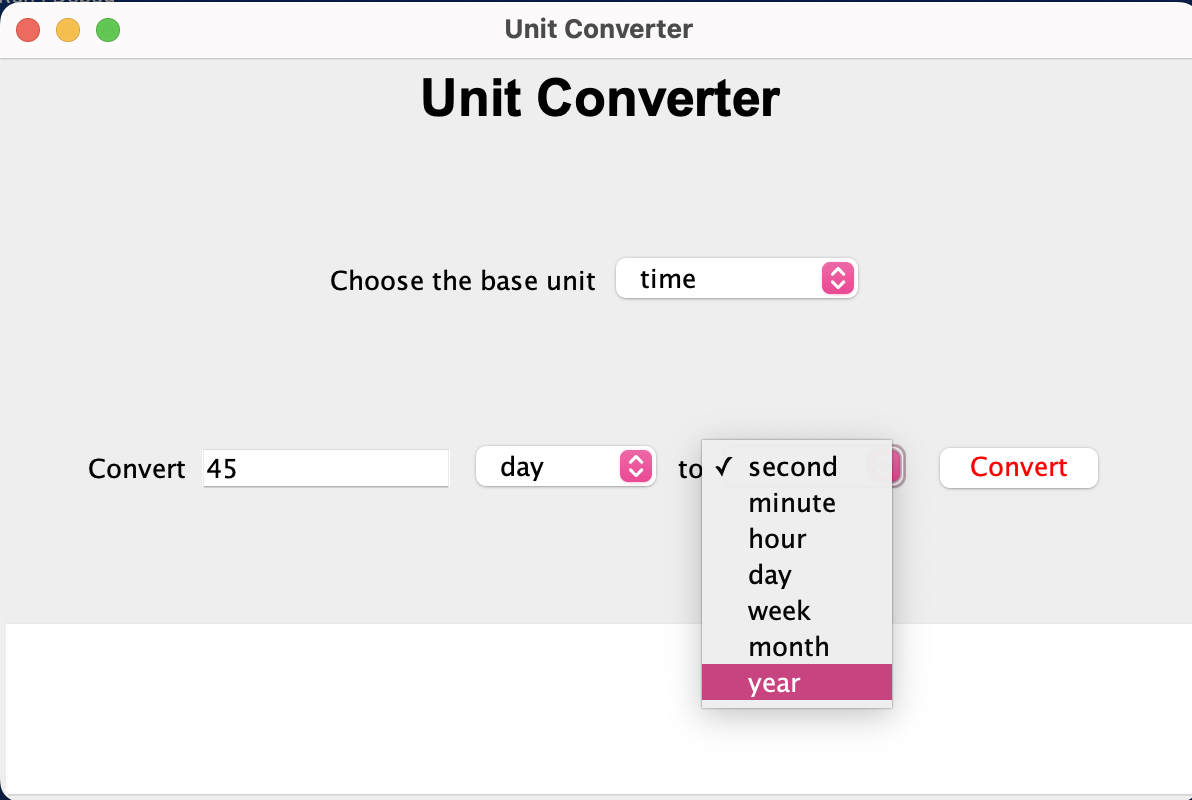 Unit Converter
Unit Converter
Choose the base unit time
Convert 45 day to ✓ second Convert
minute
hour
day
week
month
year